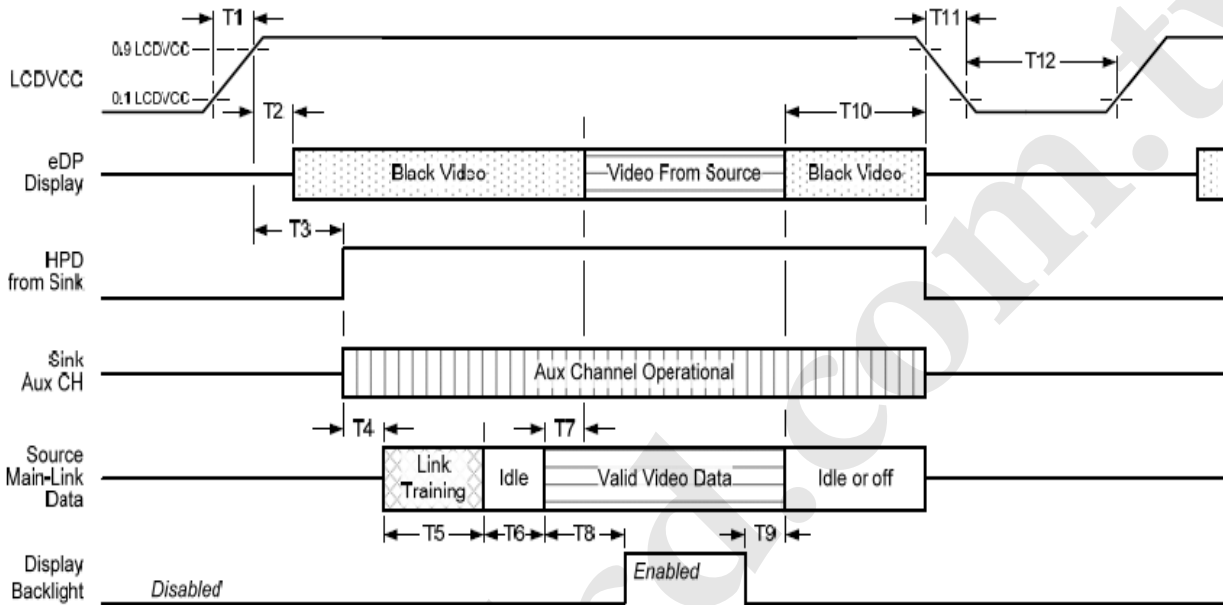 T1
T11
0.9 LCDVCC
LCDVCC
T12
0.1 LCDVCC
T2
T10
eDP
Display
Black Video
Video From Source
Black Video
T3
HPD
from Sink
Sink
Aux CH
Aux Channel Operational
T4
T7
Source
Main-Link
Data
Link
Training
Idle
Valid Video Data
Idle or off
T5
T6
T8
T9
Display
Backlight
Disabled
Enabled